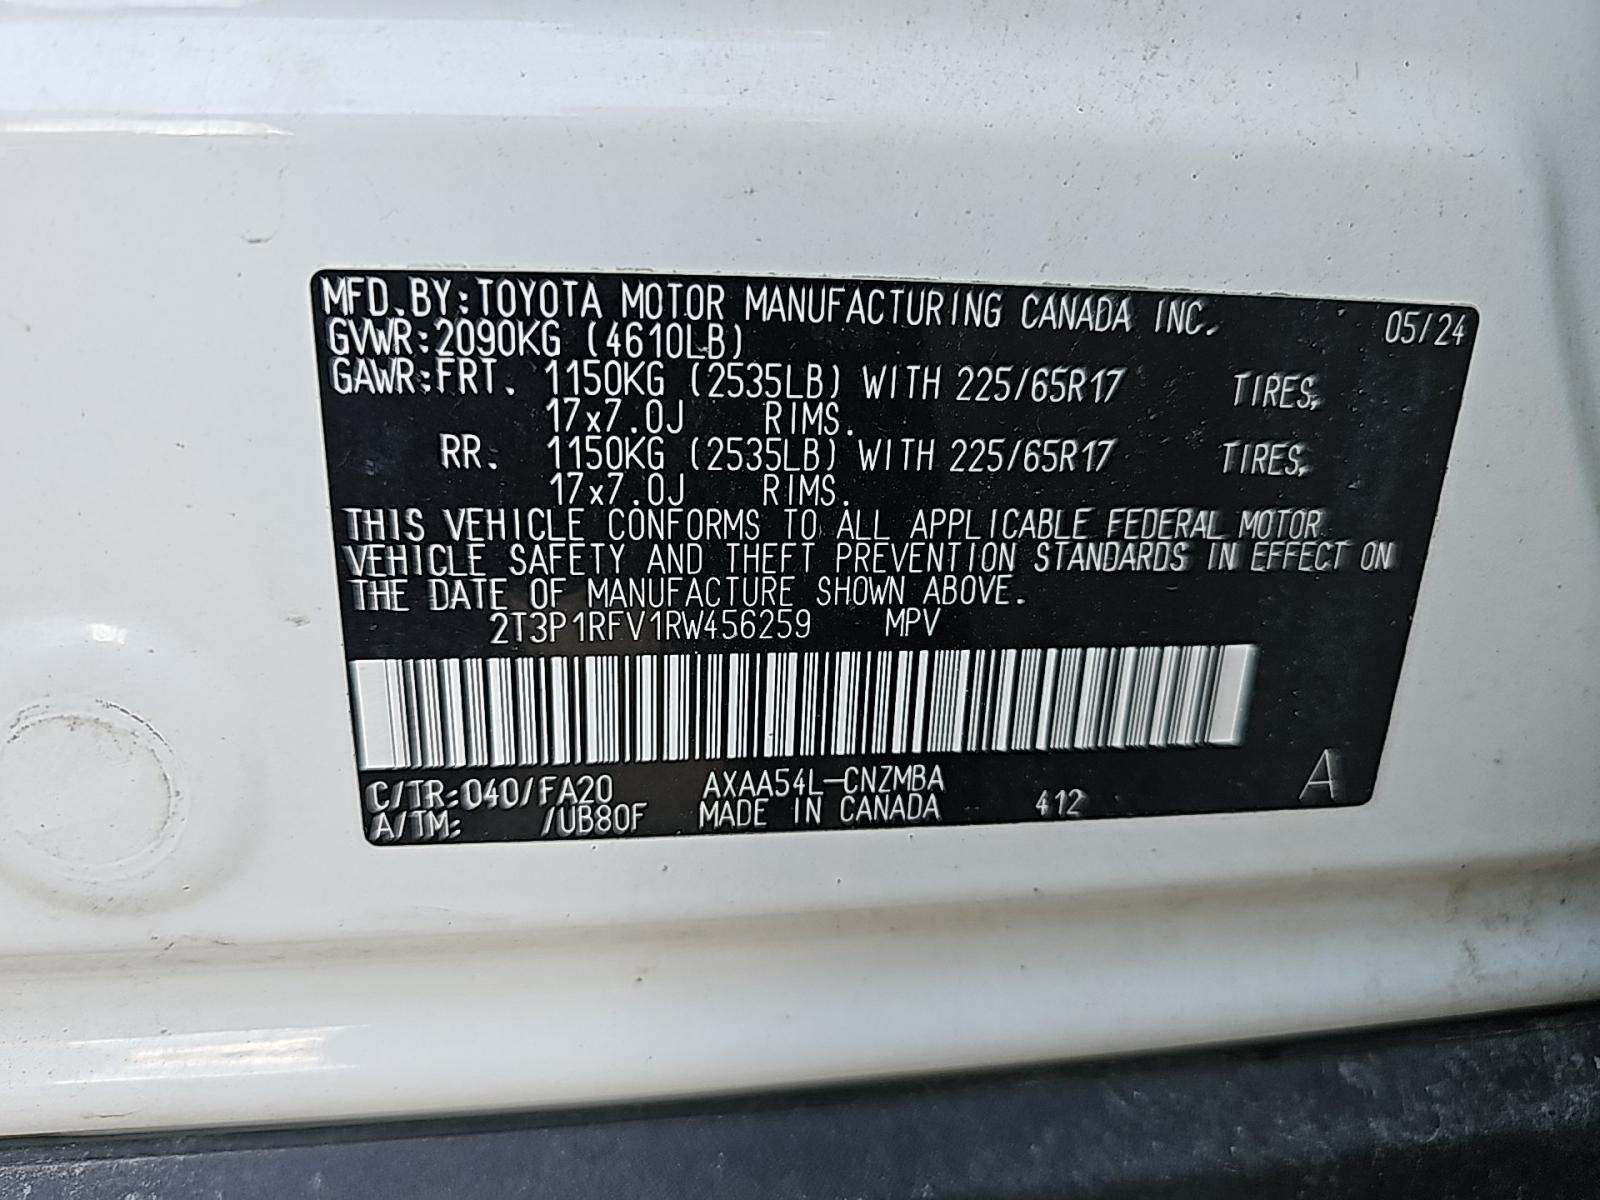 MFD.BY:TOYOTA MOTOR MANUFACTURING CANADA INC. 05/24
GVWR:2090KG (4610LB)
GAWR:FRT. 1150KG (2535LB) WITH 225/65R17 TIRES,
17x7.0J RIMS.
RR. 1150KG (2535LB) WITH 225/65R17 TIRES,
17x7.0J RIMS.
THIS VEHICLE CONFORMS TO ALL APPLICABLE FEDERAL MOTOR
VEHICLE SAFETY AND THEFT PREVENTION STANDARDS IN EFFECT ON
THE DATE OF MANUFACTURE SHOWN ABOVE.
2T3P1RFV1RW456259 MPV
C/TR:040/FA20 AXAA54L-CNZMBA
A/TM: /UB80F MADE IN CANADA 412 A